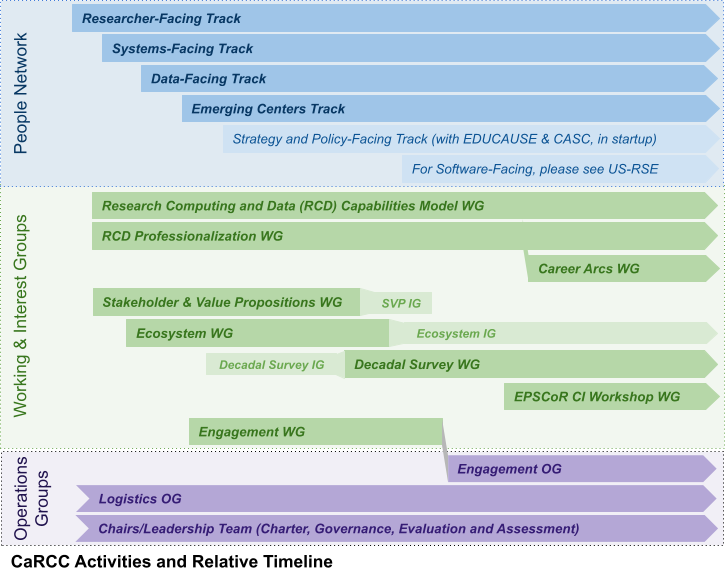 People Network
Researcher-Facing Track
Systems-Facing Track
Data-Facing Track
Emerging Centers Track
Strategy and Policy-Facing Track (with EDUCAUSE & CASC, in startup)
For Software-Facing, please see US-RSE
Working & Interest Groups
Research Computing and Data (RCD) Capabilities Model WG
RCD Professionalization WG
Career Arcs WG
Stakeholder & Value Propositions WG
SVP IG
Ecosystem WG
Ecosystem IG
Decadal Survey IG
Decadal Survey WG
EPSCoR CI Workshop WG
Engagement WG
Operations
Groups
Engagement OG
Logistics OG
Chairs/Leadership Team (Charter, Governance, Evaluation and Assessment)
CaRCC Activities and Relative Timeline